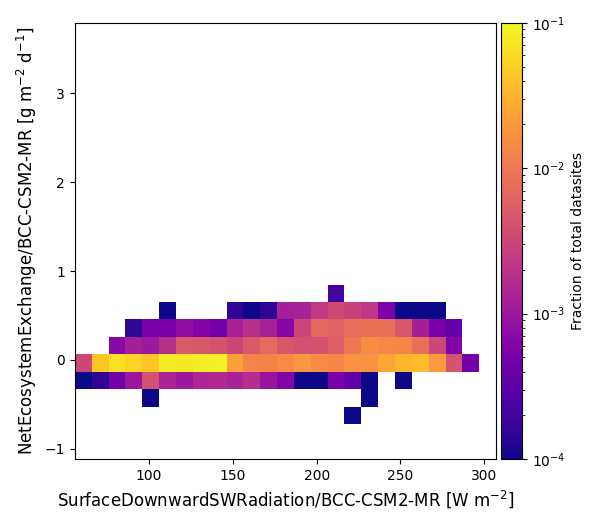 NetEcosystemExchange/BCC-CSM2-MR [g m⁻² d⁻¹]
3
2
1
0
−1
100 150 200 250 300
SurfaceDownwardSWRadiation/BCC-CSM2-MR [W m⁻²]
10⁻¹
10⁻²
10⁻³
10⁻⁴
Fraction of total datasites